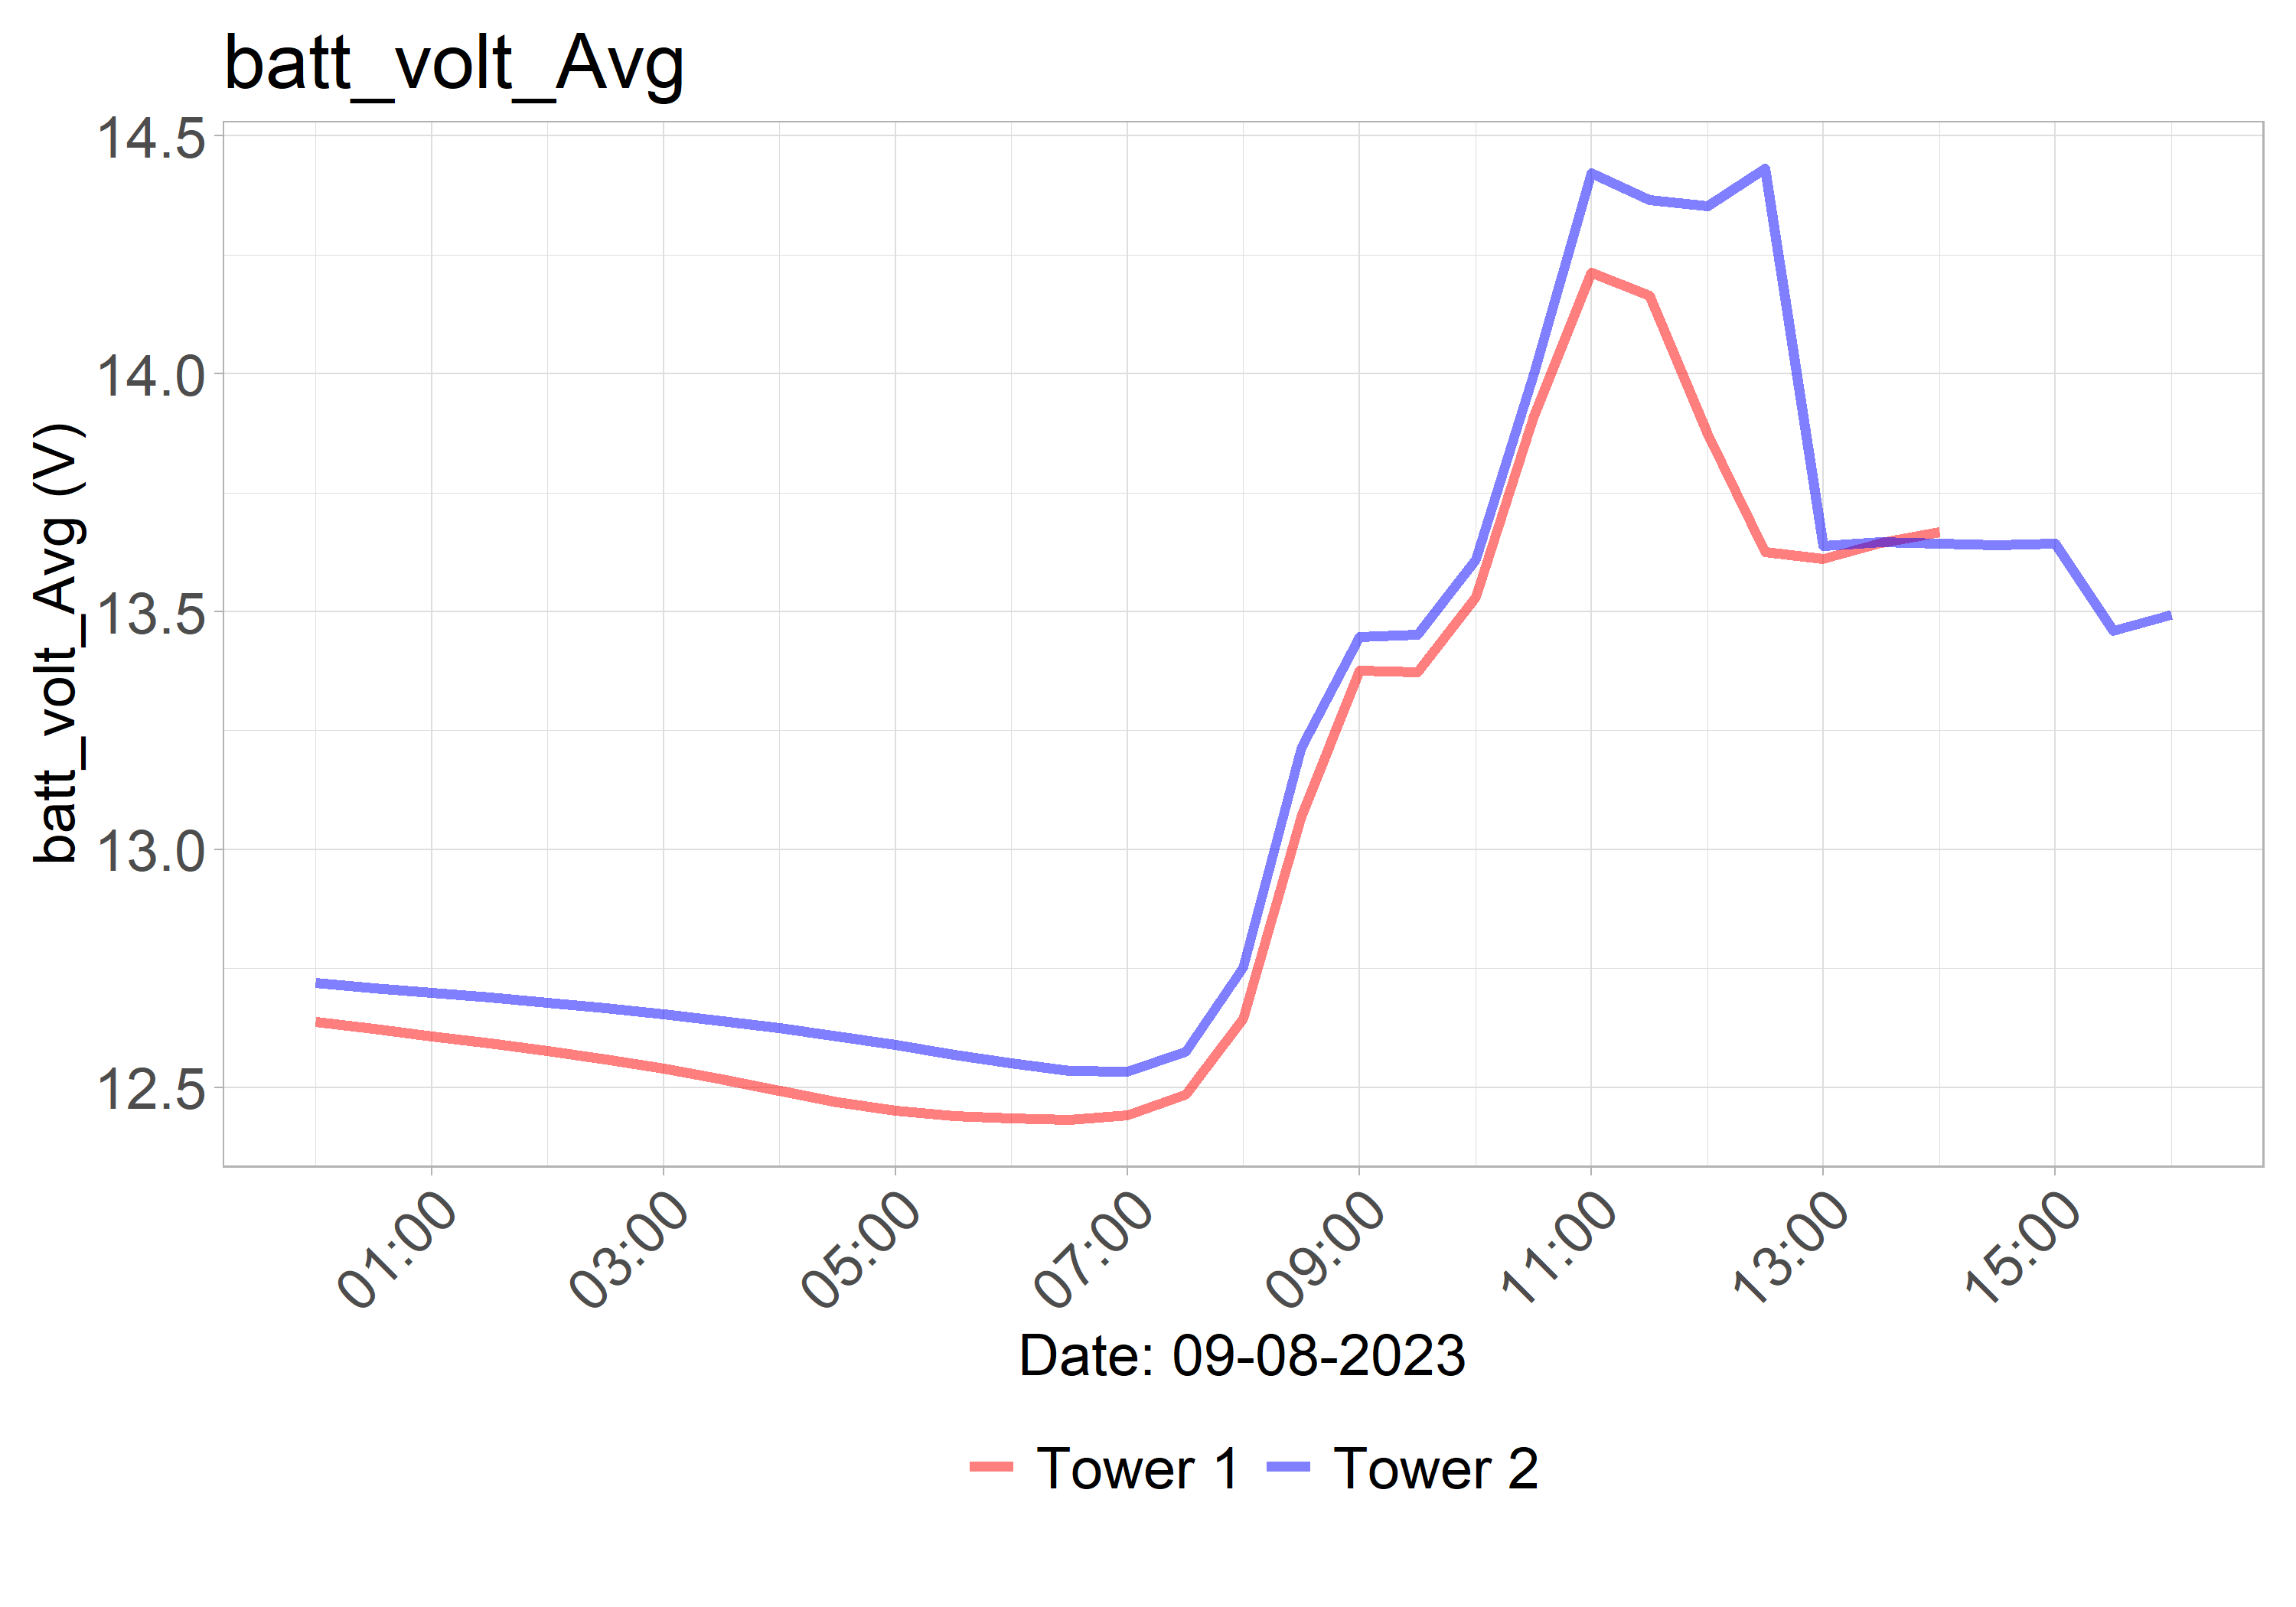 batt_volt_Avg
batt_volt_Avg (V)
14.5
14.0
13.5
13.0
12.5
01:00 03:00 05:00 07:00 09:00 11:00 13:00 15:00
Date: 09-08-2023
Tower 1 Tower 2